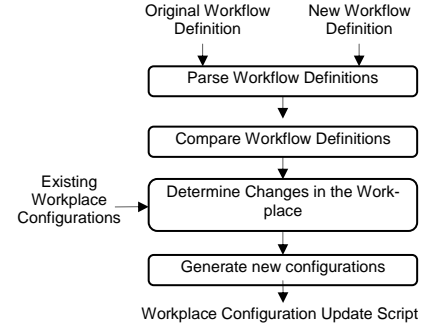 Original Workflow
Definition
New Workflow
Definition
Parse Workflow Definitions
Compare Workflow Definitions
Existing
Workplace
Configurations
Determine Changes in the Work-
place
Generate new configurations
Workplace Configuration Update Script